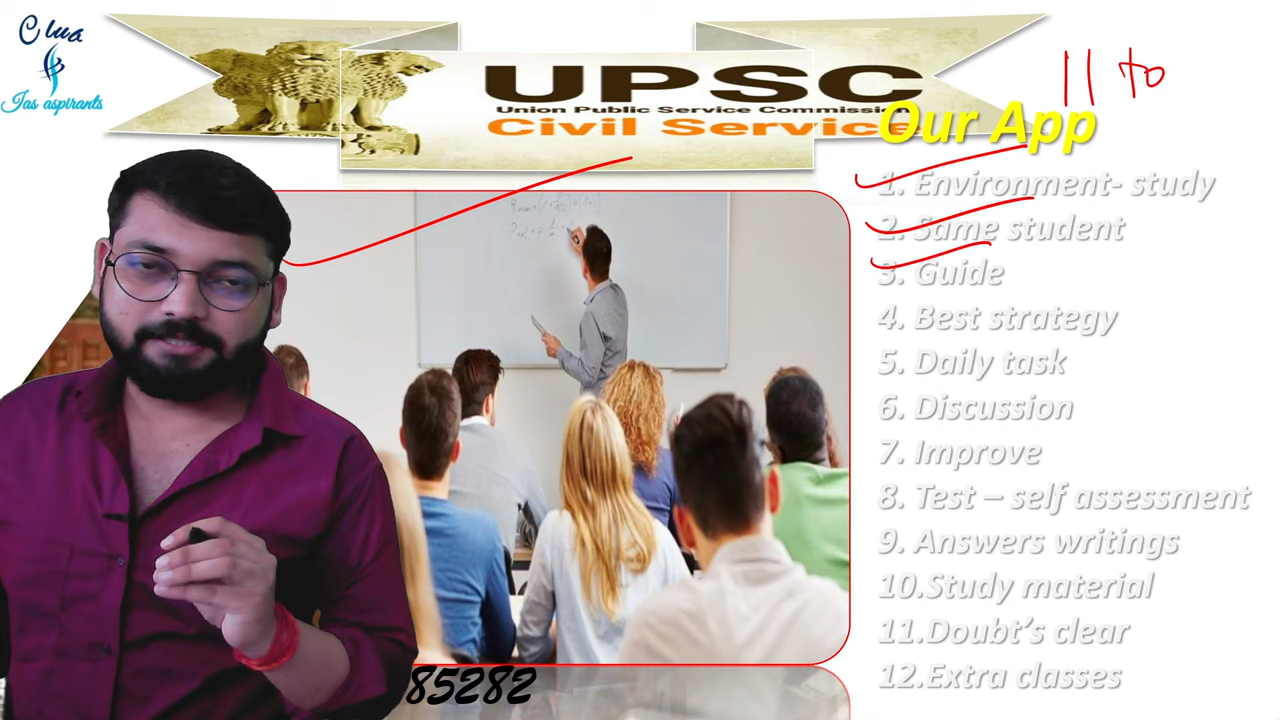 Clue
Ias aspirants
UPSC
Union Public Service Commission
Civil Service
11 to
Our App
1. Environment- study
2. Same student
3. Guide
4. Best strategy
5. Daily task
6. Discussion
7. Improve
8. Test – self assessment
9. Answers writings
10.Study material
11.Doubt's clear
12.Extra classes
85282